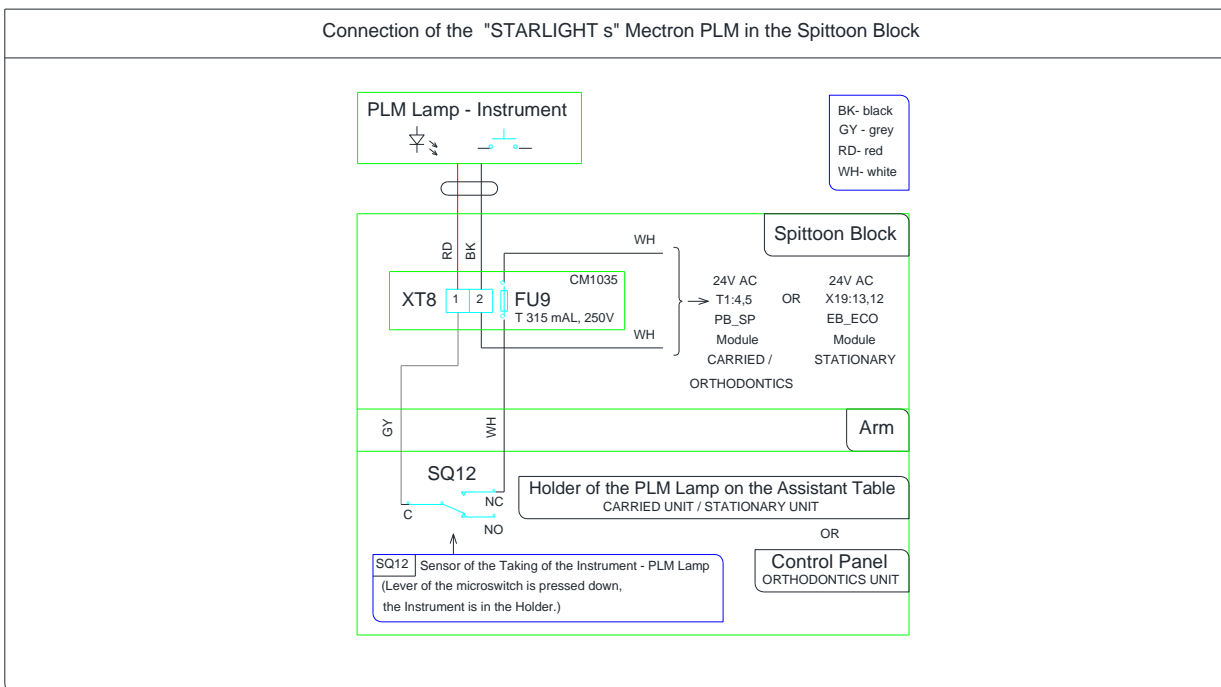 Connection of the "STARLIGHT s" Mectron PLM in the Spittoon Block
PLM Lamp - Instrument
BK- black
GY - grey
RD- red
WH- white
Spittoon Block
RD
BK
WH
CM1035
XT8
1
2
FU9
T 315 mAL, 250V
WH
24V AC
T1:4,5
PB_SP
Module
CARRIED /
ORTHODONTICS
OR
24V AC
X19:13,12
EB_ECO
Module
STATIONARY
GY
WH
Arm
SQ12
C
NC
NO
Holder of the PLM Lamp on the Assistant Table
CARRIED UNIT / STATIONARY UNIT
OR
Control Panel
ORTHODONTICS UNIT
SQ12 Sensor of the Taking of the Instrument - PLM Lamp
(Lever of the microswitch is pressed down,
the Instrument is in the Holder.)